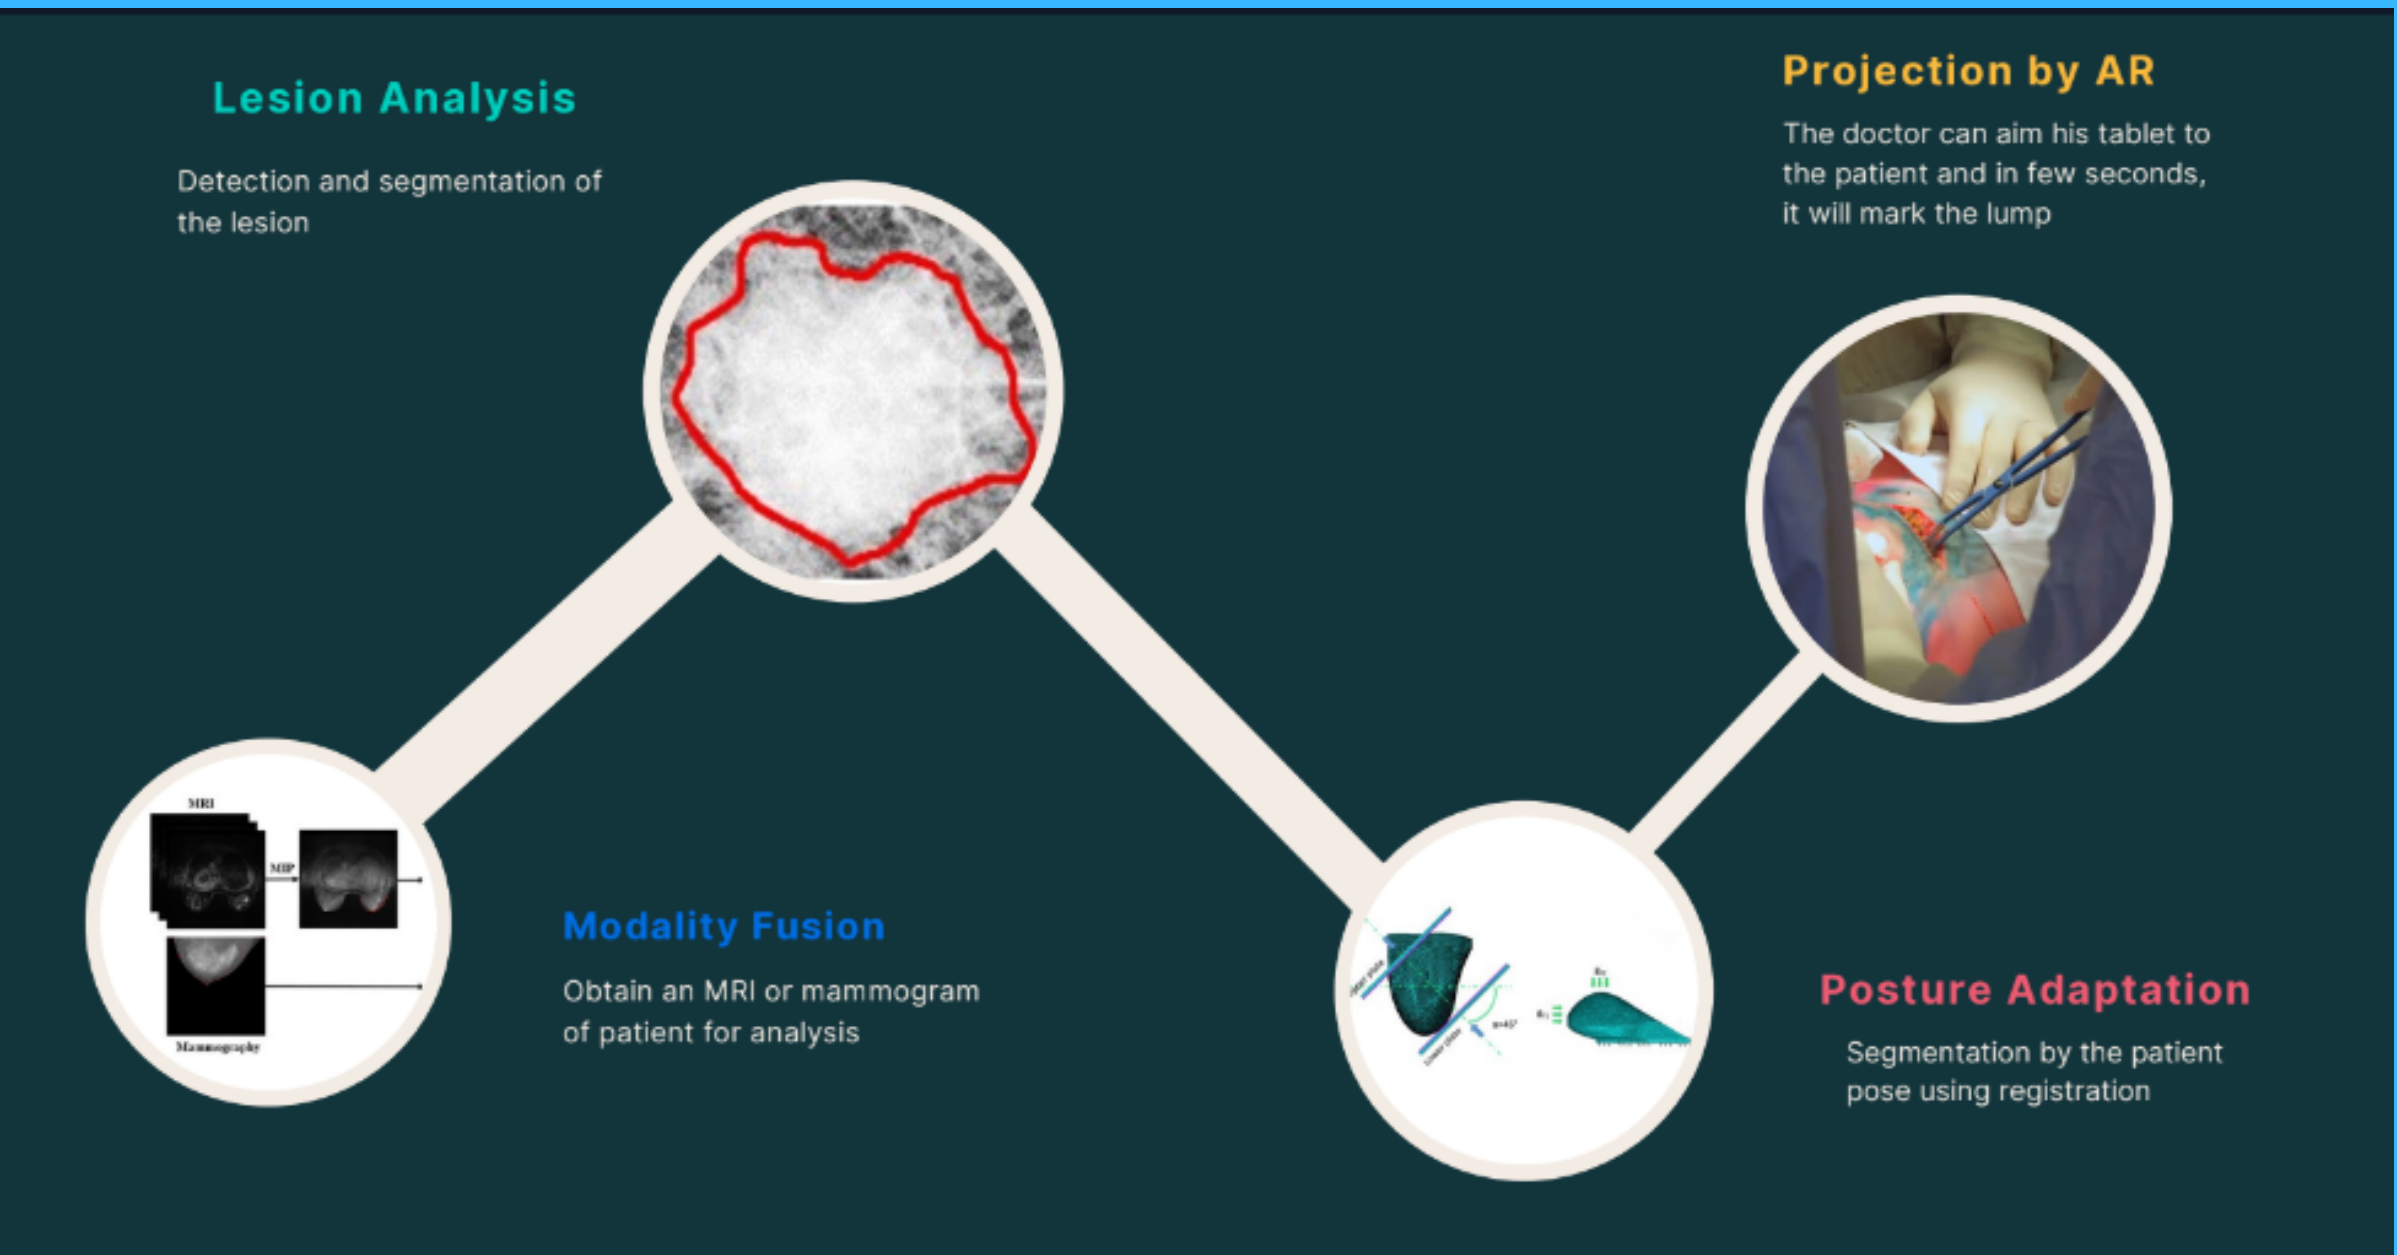 Lesion Analysis
Detection and segmentation of
the lesion
Projection by AR
The doctor can aim his tablet to
the patient and in few seconds,
it will mark the lump
MRI
MIP
Mammography
Modality Fusion
Obtain an MRI or mammogram
of patient for analysis
Lower plate
Posture Adaptation
Segmentation by the patient
pose using registration